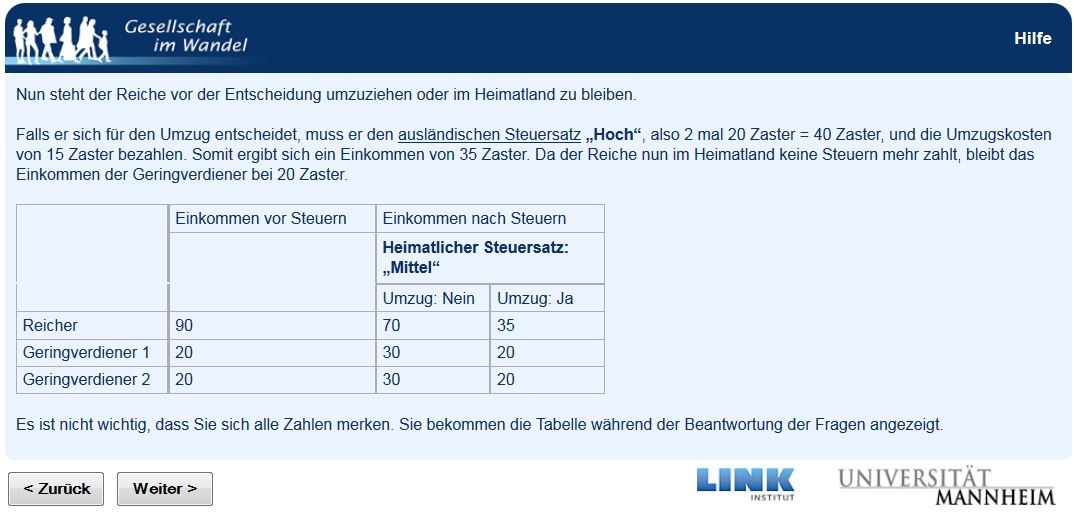 Gesellschaft
im Wandel
Hilfe
Nun steht der Reiche vor der Entscheidung umzuziehen oder im Heimatland zu bleiben.
Falls er sich für den Umzug entscheidet, muss er den ausländischen Steuersatz „Hoch“, also 2 mal 20 Zaster = 40 Zaster, und die Umzugskosten
von 15 Zaster bezahlen. Somit ergibt sich ein Einkommen von 35 Zaster. Da der Reiche nun im Heimatland keine Steuern mehr zahlt, bleibt das
Einkommen der Geringverdiener bei 20 Zaster.
Einkommen vor Steuern Einkommen nach Steuern
Heimatlicher Steuersatz:
„Mittel“
Umzug: Nein Umzug: Ja
Reicher 90 70 35
Geringverdiener 1 20 30 20
Geringverdiener 2 20 30 20
Es ist nicht wichtig, dass Sie sich alle Zahlen merken. Sie bekommen die Tabelle während der Beantwortung der Fragen angezeigt.
< Zurück Weiter >
LINK
INSTITUT
UNIVERSITÄT
MANNHEIM